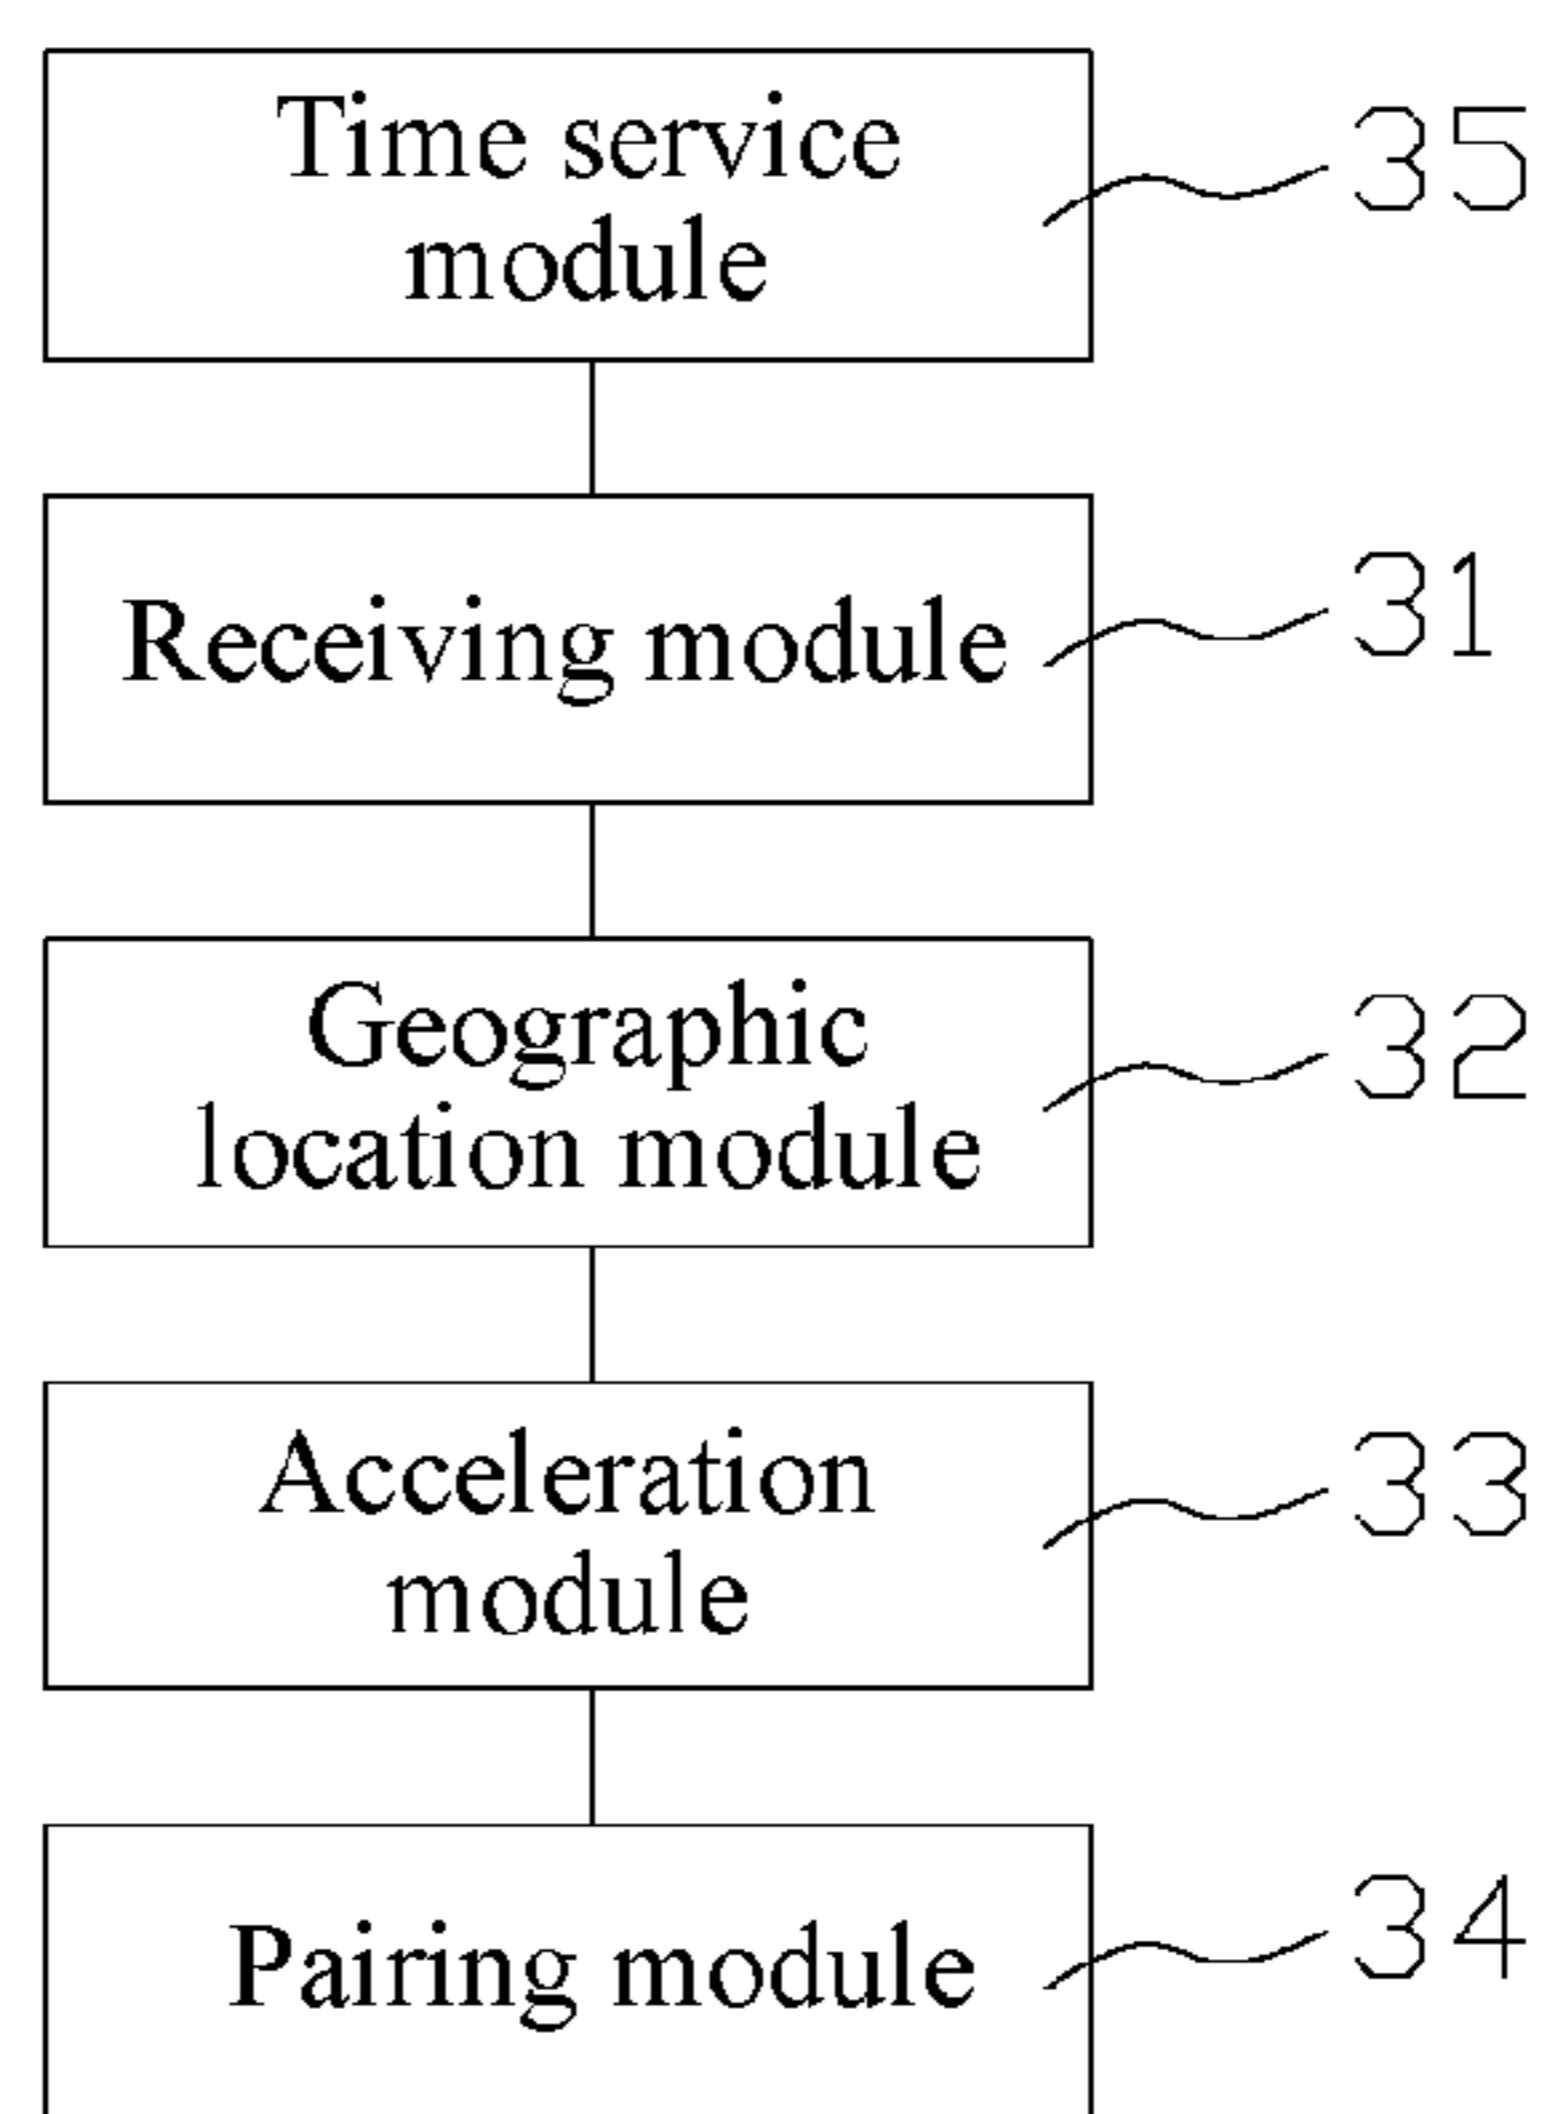 Time service
module
35
Receiving module
31
Geographic
location module
32
Acceleration
module
33
Pairing module
34